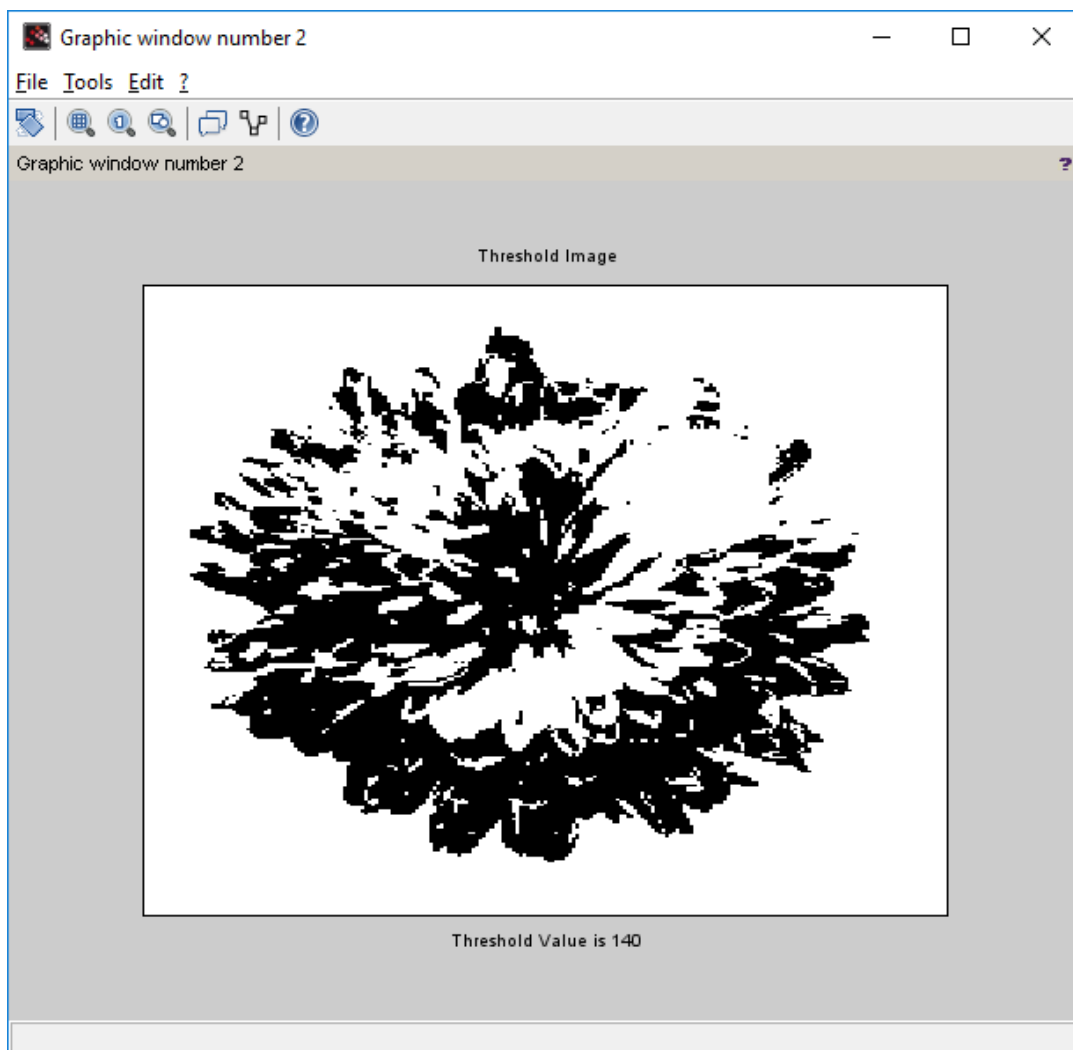 Graphic window number 2
File Tools Edit ?
Graphic window number 2 ?
Threshold Image
Threshold Value is 140